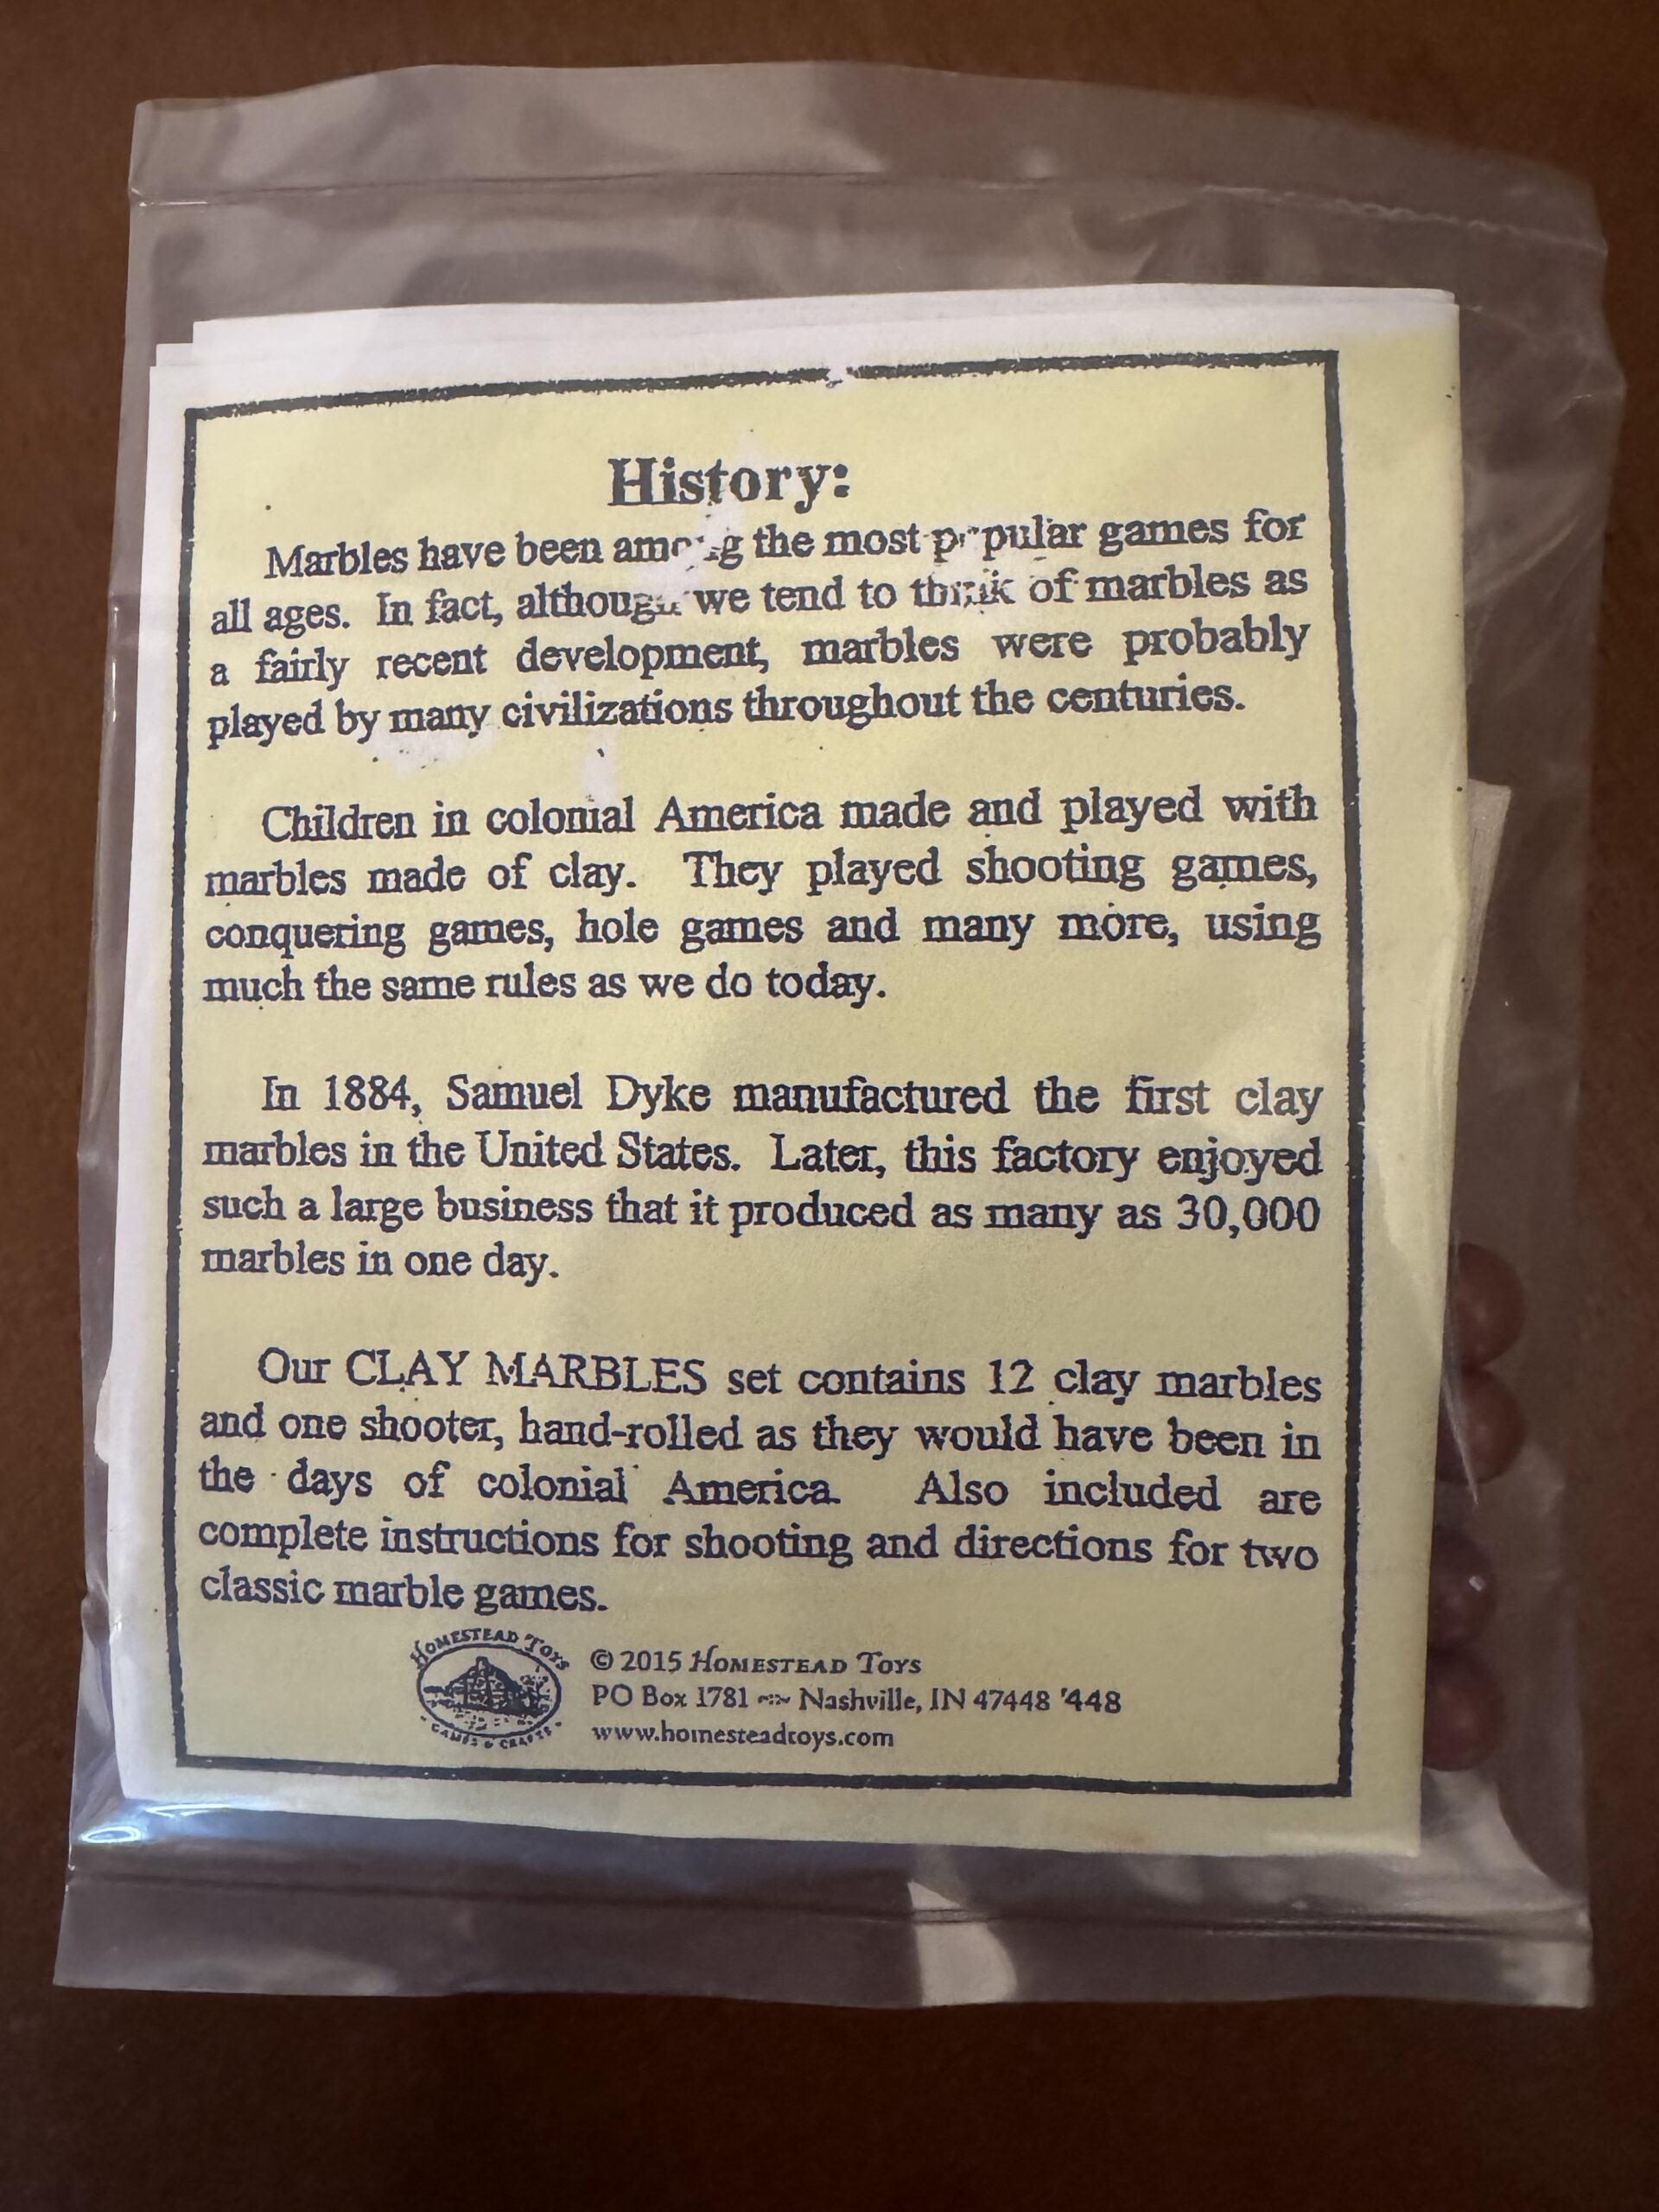 History:
Marbles have been among the most popular games for
all ages. In fact, although we tend to think of marbles as
a fairly recent development, marbles were probably
played by many civilizations throughout the centuries.
Children in colonial America made and played with
marbles made of clay. They played shooting games,
conquering games, hole games and many more, using
much the same rules as we do today.
In 1884, Samuel Dyke manufactured the first clay
marbles in the United States. Later, this factory enjoyed
such a large business that it produced as many as 30,000
marbles in one day.
Our CLAY MARBLES set contains 12 clay marbles
and one shooter, hand-rolled as they would have been in
the days of colonial America. Also included are
complete instructions for shooting and directions for two
classic marble games.
HOMESTEAD TOYS
GAMES & CRAFTS
© 2015 HOMESTEAD TOYS
PO Box 1781 ~ Nashville, IN 47448 '448
www.homesteadtoys.com